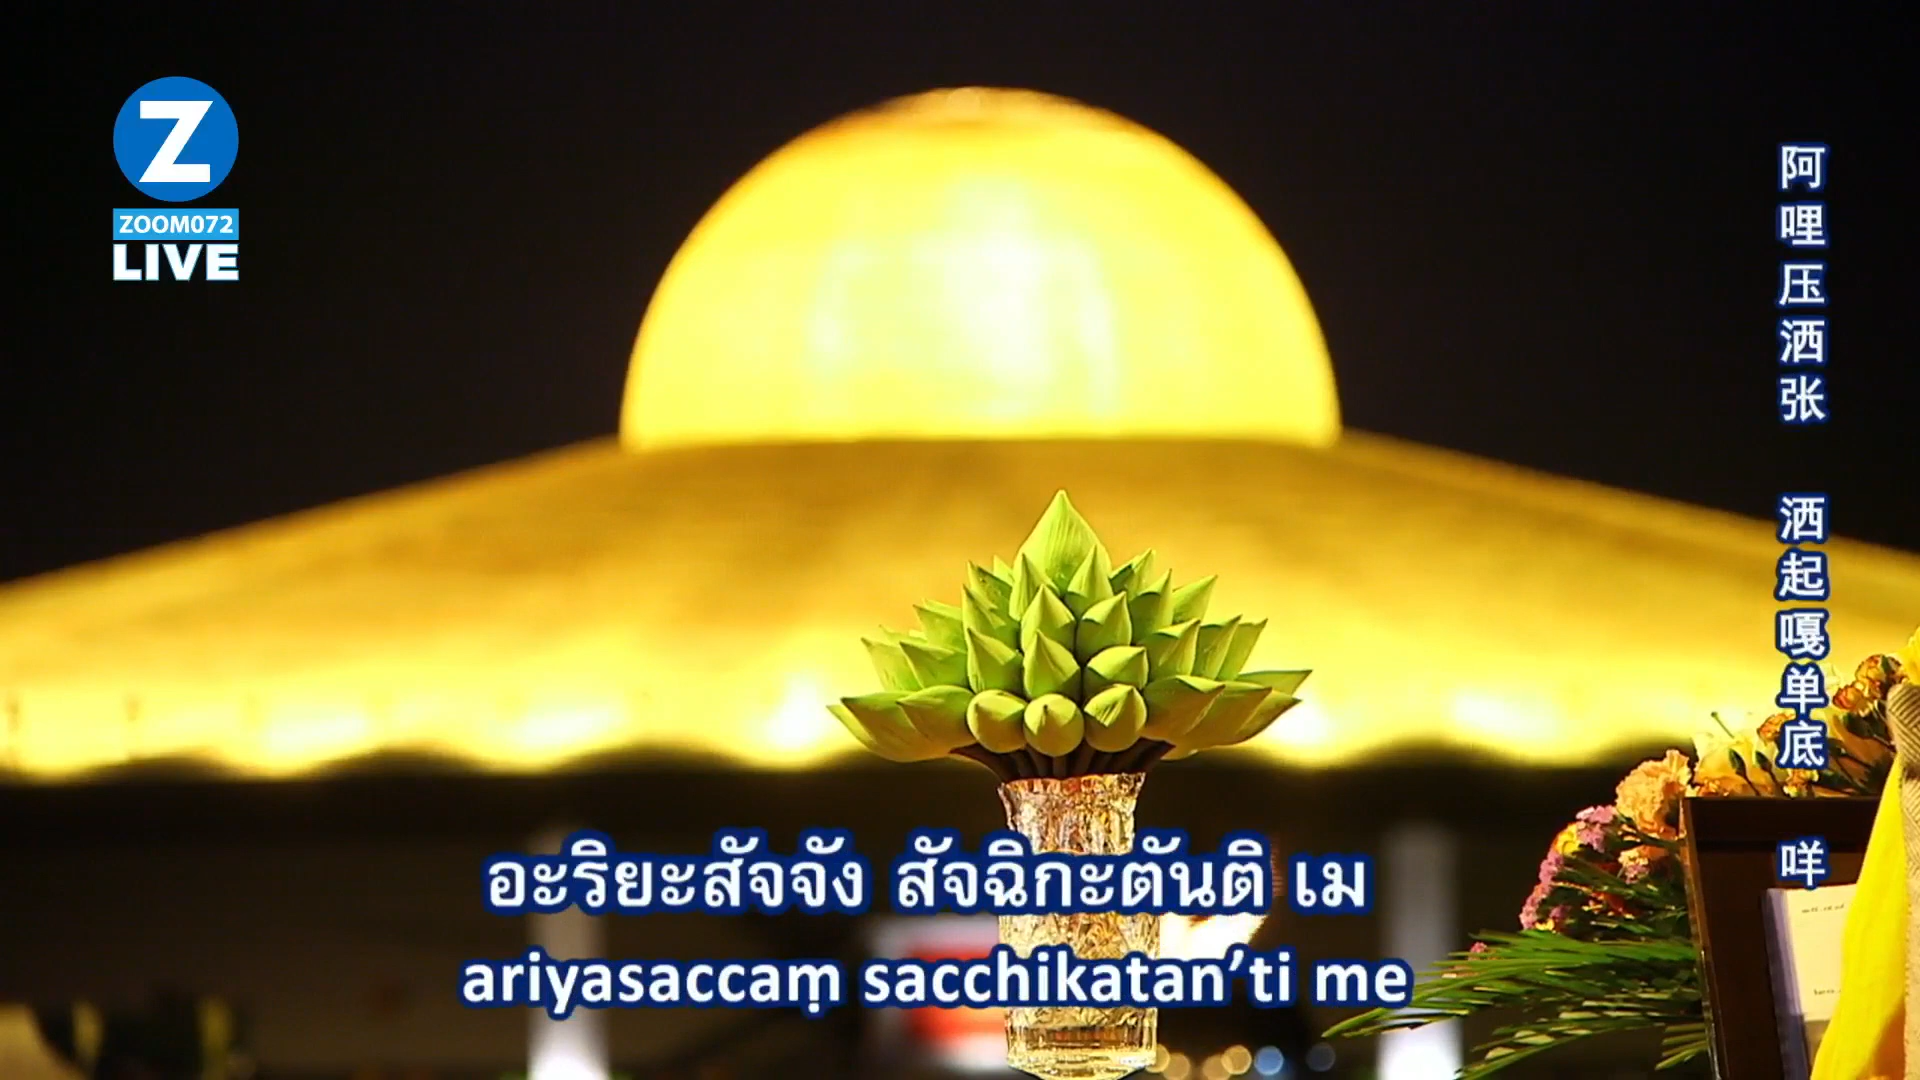 Z
ZOOM072
LIVE
阿哩压洒张 洒起嘎单底 咩
อะริยะสัจจัง สัจฉิกะตันติ เม
ariyasaccaṃ sacchikatan’ti me